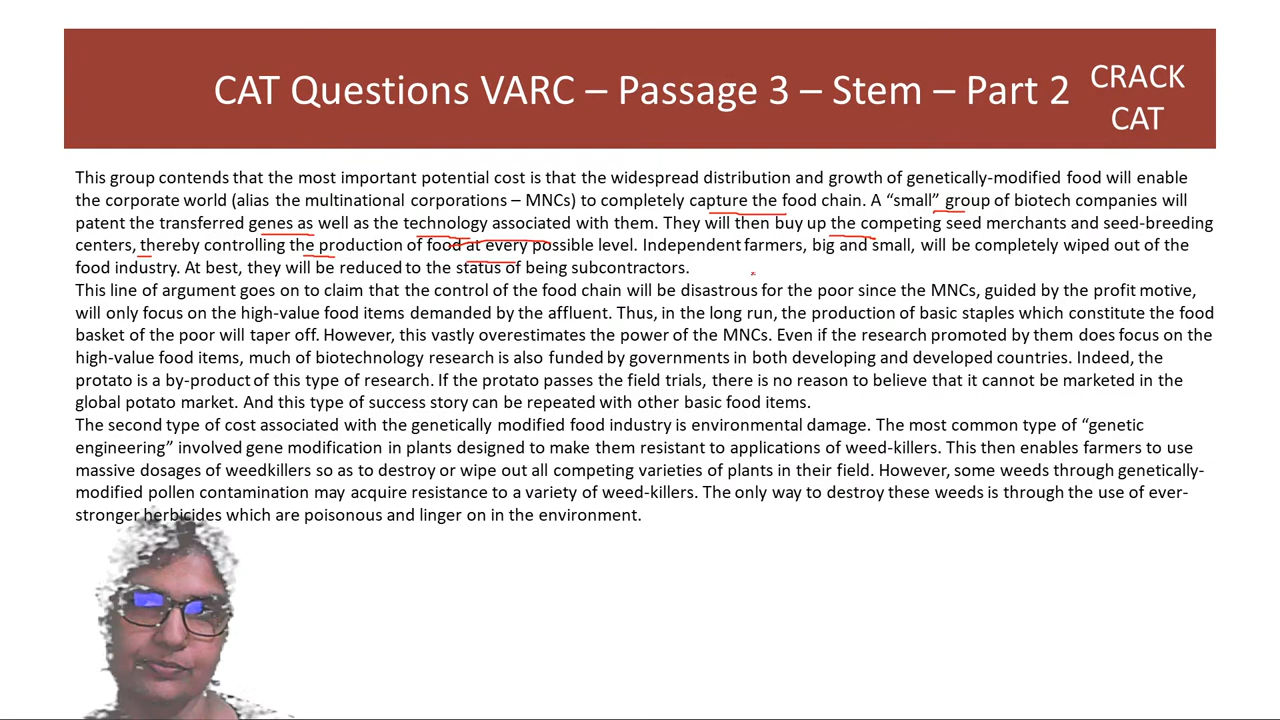 CAT Questions VARC – Passage 3 – Stem – Part 2
CRACK
CAT
This group contends that the most important potential cost is that the widespread distribution and growth of genetically-modified food will enable
the corporate world (alias the multinational corporations – MNCs) to completely capture the food chain. A “small” group of biotech companies will
patent the transferred genes as well as the technology associated with them. They will then buy up the competing seed merchants and seed-breeding
centers, thereby controlling the production of food at every possible level. Independent farmers, big and small, will be completely wiped out of the
food industry. At best, they will be reduced to the status of being subcontractors.
This line of argument goes on to claim that the control of the food chain will be disastrous for the poor since the MNCs, guided by the profit motive,
will only focus on the high-value food items demanded by the affluent. Thus, in the long run, the production of basic staples which constitute the food
basket of the poor will taper off. However, this vastly overestimates the power of the MNCs. Even if the research promoted by them does focus on the
high-value food items, much of biotechnology research is also funded by governments in both developing and developed countries. Indeed, the
protato is a by-product of this type of research. If the protato passes the field trials, there is no reason to believe that it cannot be marketed in the
global potato market. And this type of success story can be repeated with other basic food items.
The second type of cost associated with the genetically modified food industry is environmental damage. The most common type of “genetic
engineering” involved gene modification in plants designed to make them resistant to applications of weed-killers. This then enables farmers to use
massive dosages of weedkillers so as to destroy or wipe out all competing varieties of plants in their field. However, some weeds through genetically-
modified pollen contamination may acquire resistance to a variety of weed-killers. The only way to destroy these weeds is through the use of ever-
stronger herbicides which are poisonous and linger on in the environment.